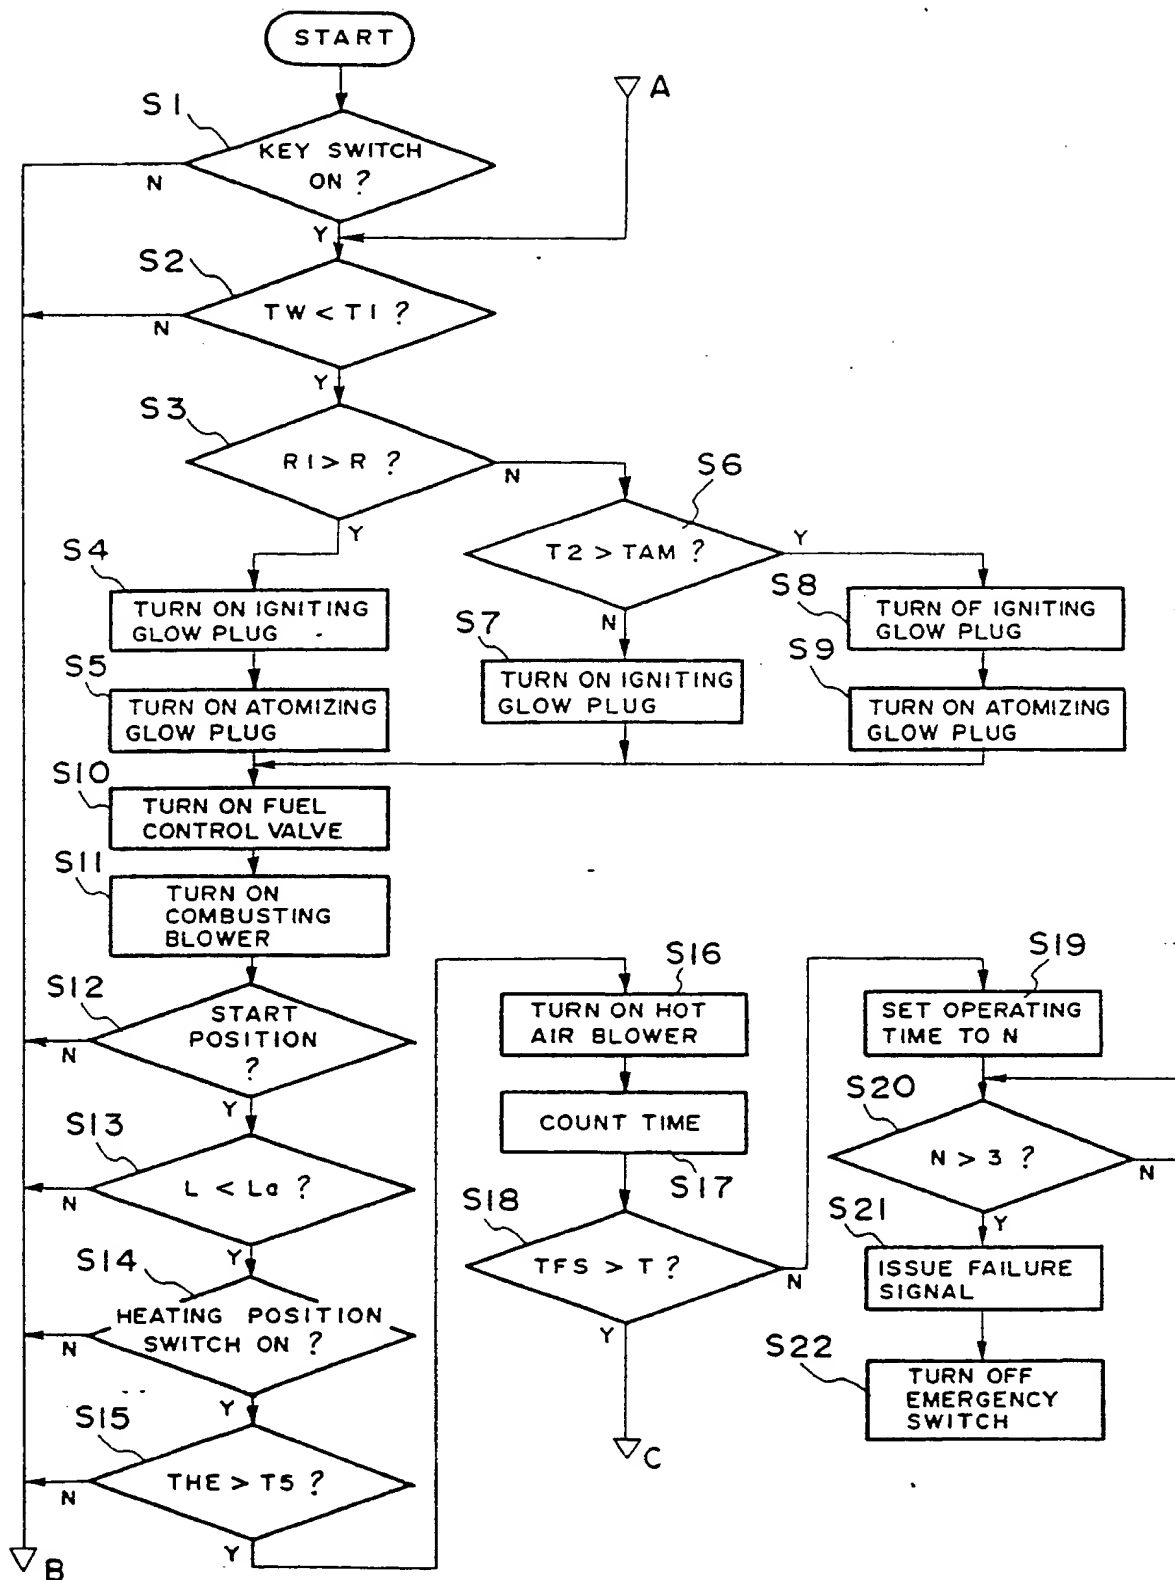 START
A
S1
KEY SWITCH
ON ?
N
Y
S2
TW < T1 ?
N
Y
S3
R1 > R ?
N
Y
S6
T2 > TAM ?
Y
N
S4
TURN ON IGNITING
GLOW PLUG
S7
TURN ON IGNITING
GLOW PLUG
S8
TURN OF IGNITING
GLOW PLUG
S5
TURN ON ATOMIZING
GLOW PLUG
S9
TURN ON ATOMIZING
GLOW PLUG
S10
TURN ON FUEL
CONTROL VALVE
S11
TURN ON
COMBUSTING
BLOWER
S12
START
POSITION
?
N
Y
S13
L < La ?
N
Y
S14
HEATING POSITION
SWITCH ON ?
N
Y
S15
THE > T5 ?
N
Y
B
S16
TURN ON HOT
AIR BLOWER
COUNT TIME
S17
S18
TFS > T ?
N
Y
C
S19
SET OPERATING
TIME TO N
S20
N > 3 ?
N
Y
S21
ISSUE FAILURE
SIGNAL
S22
TURN OFF
EMERGENCY
SWITCH